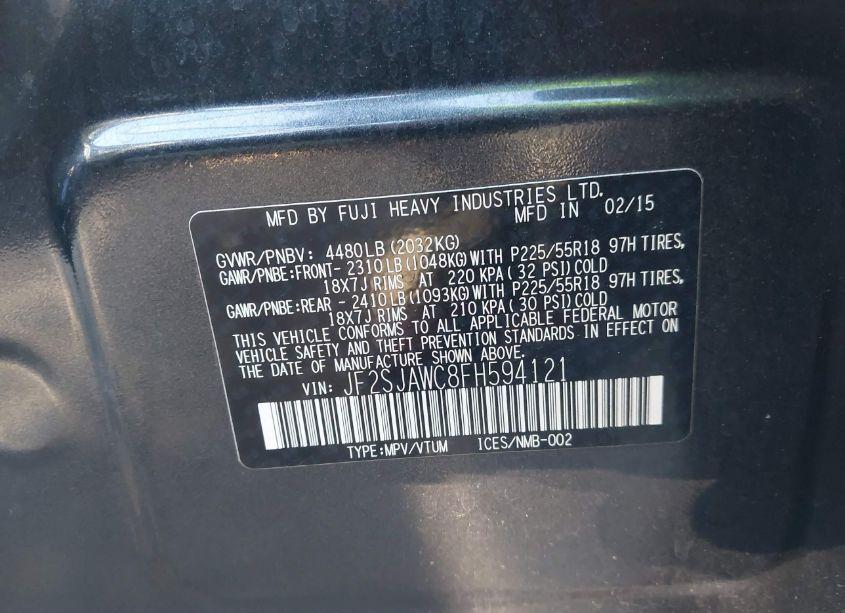 MFD BY FUJI HEAVY INDUSTRIES LTD.
MFD IN 02/15
GVWR/PNBV: 4480LB(2032KG)
GAWR/PNBE:FRONT- 2310LB(1048KG)WITH P225/55R18 97H TIRES,
18X7J RIMS AT 220 KPA( 32 PSI)COLD
GAWR/PNBE:REAR - 2410LB(1093KG)WITH P225/55R18 97H TIRES,
18X7J RIMS AT 210 KPA( 30 PSI)COLD
THIS VEHICLE CONFORMS TO ALL APPLICABLE FEDERAL MOTOR
VEHICLE SAFETY AND THEFT PREVENTION STANDARDS IN EFFECT ON
THE DATE OF MANUFACTURE SHOWN ABOVE.
VIN: JF2SJAWC8FH594121
TYPE:MPV/VTUM ICES/NMB-002